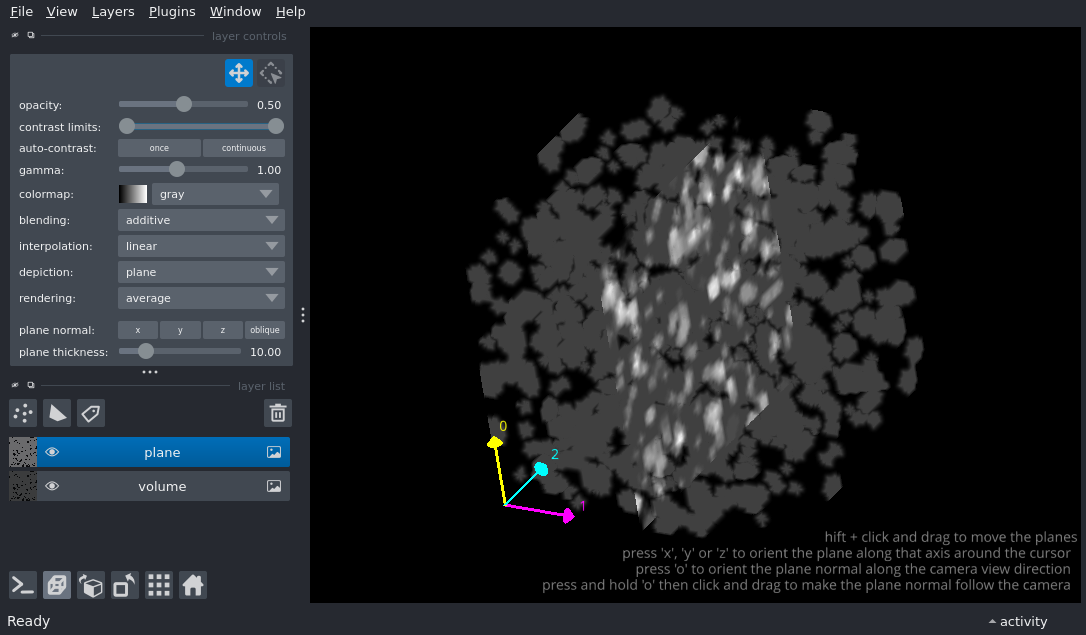 File View Layers Plugins Window Help
layer controls
opacity: 0.50
contrast limits:
auto-contrast: once continuous
gamma: 1.00
colormap: gray
blending: additive
interpolation: linear
depiction: plane
rendering: average
plane normal: x y z oblique
plane thickness: 10.00
layer list
plane
volume
0
2
1
hift + click and drag to move the planes
press 'x', 'y' or 'z' to orient the plane along that axis around the cursor
press 'o' to orient the plane normal along the camera view direction
press and hold 'o' then click and drag to make the plane normal follow the camera
Ready
activity